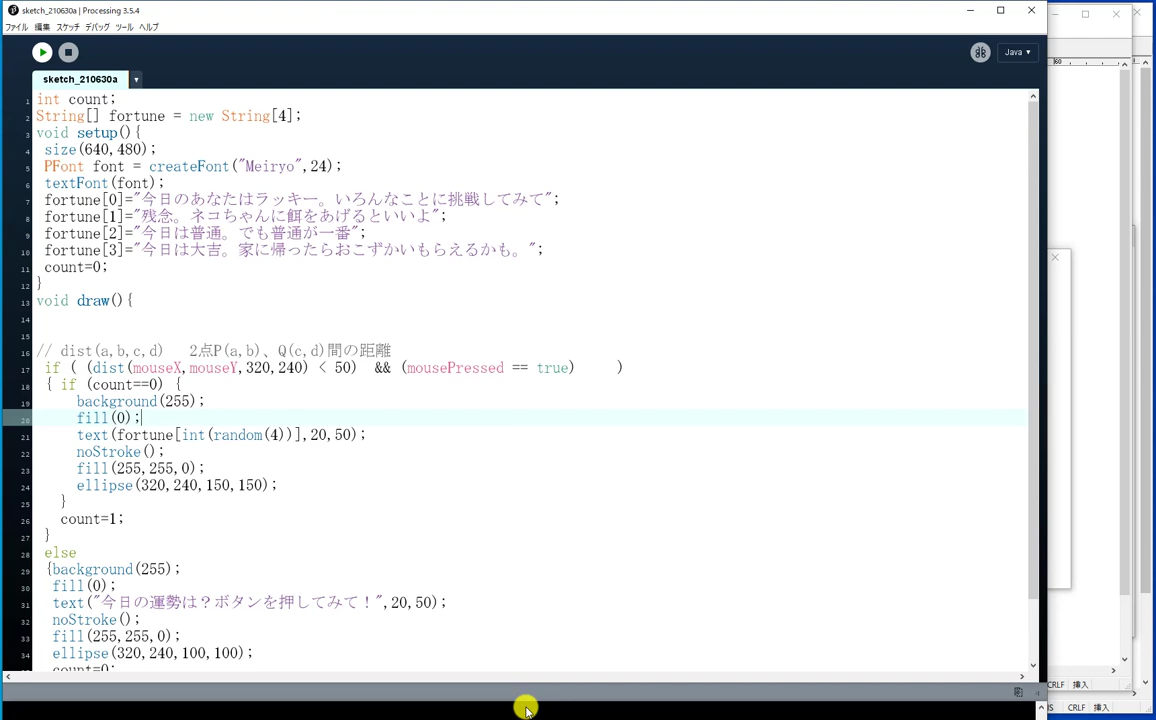 sketch_210630a | Processing 3.5.4
ファイル 編集 スケッチ デバッグ ツール ヘルプ
Java ▾
sketch_210630a ▾
1 int count;
2 String[] fortune = new String[4];
3 void setup(){
4 size(640,480);
5 PFont font = createFont("Meiryo",24);
6 textFont(font);
7 fortune[0]="今日のあなたはラッキー。いろんなことに挑戦してみて";
8 fortune[1]="残念。ネコちゃんに餌をあげるといいよ";
9 fortune[2]="今日は普通。でも普通が一番";
10 fortune[3]="今日は大吉。家に帰ったらおこずかいもらえるかも。";
11 count=0;
12 }
13 void draw(){
14
15
16 // dist(a,b,c,d) 2点P(a,b)、Q(c,d)間の距離
17 if ( (dist(mouseX,mouseY,320,240) < 50) && (mousePressed == true) )
18 { if (count==0) {
19 background(255);
20 fill(0);
21 text(fortune[int(random(4))],20,50);
22 noStroke();
23 fill(255,255,0);
24 ellipse(320,240,150,150);
25 }
26 count=1;
27 }
28 else
29 {background(255);
30 fill(0);
31 text("今日の運勢は？ボタンを押してみて！",20,50);
32 noStroke();
33 fill(255,255,0);
34 ellipse(320,240,100,100);
count=0;
60
CRLF 挿入
CRLF 挿入